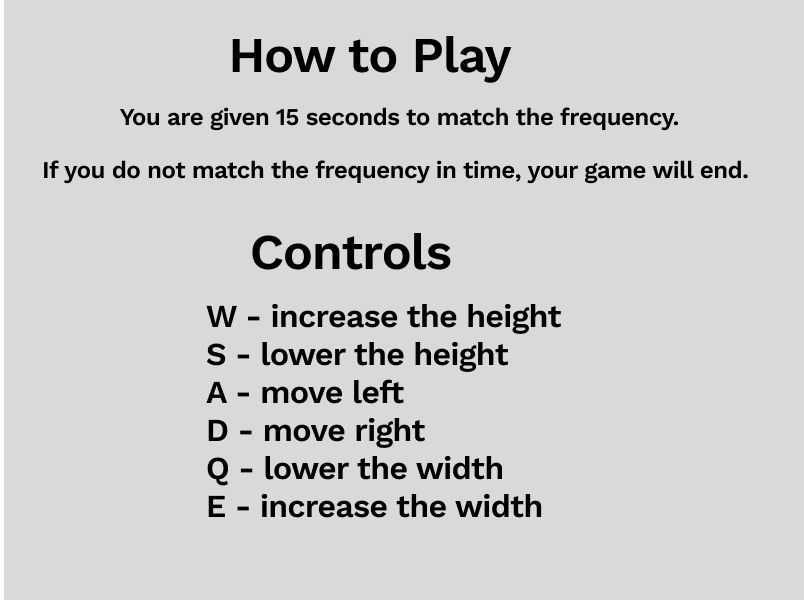 How to Play
You are given 15 seconds to match the frequency.
If you do not match the frequency in time, your game will end.
Controls
W - increase the height
S - lower the height
A - move left
D - move right
Q - lower the width
E - increase the width